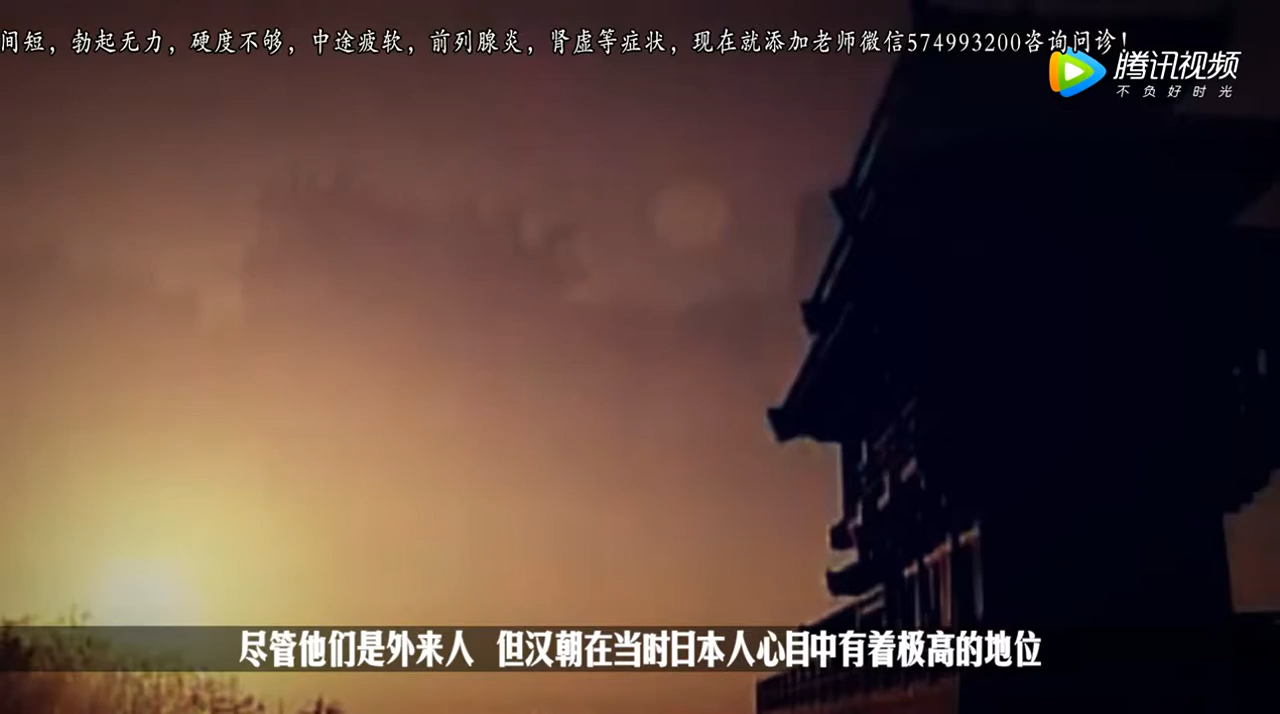 间短，勃起无力，硬度不够，中途疲软，前列腺炎，肾虚等症状，现在就添加老师微信574993200咨询问诊！
腾讯视频
不负好时光
尽管他们是外来人 但汉朝在当时日本人心目中有着极高的地位